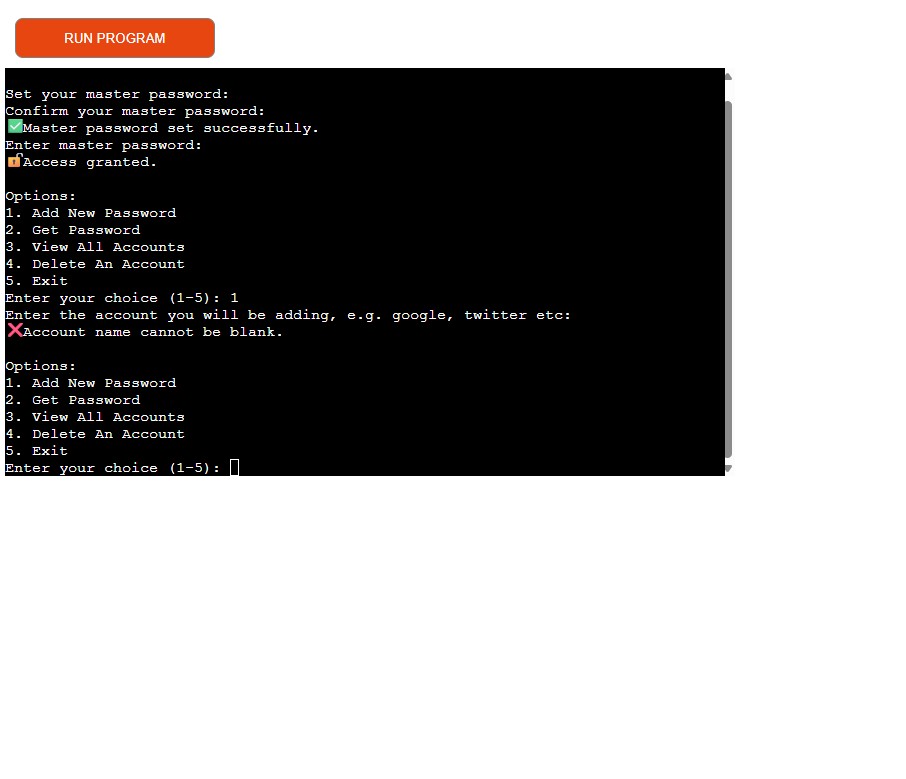 RUN PROGRAM
Set your master password:
Confirm your master password:
✅Master password set successfully.
Enter master password:
🔓Access granted.
Options:
1. Add New Password
2. Get Password
3. View All Accounts
4. Delete An Account
5. Exit
Enter your choice (1-5): 1
Enter the account you will be adding, e.g. google, twitter etc:
❌Account name cannot be blank.
Options:
1. Add New Password
2. Get Password
3. View All Accounts
4. Delete An Account
5. Exit
Enter your choice (1-5):